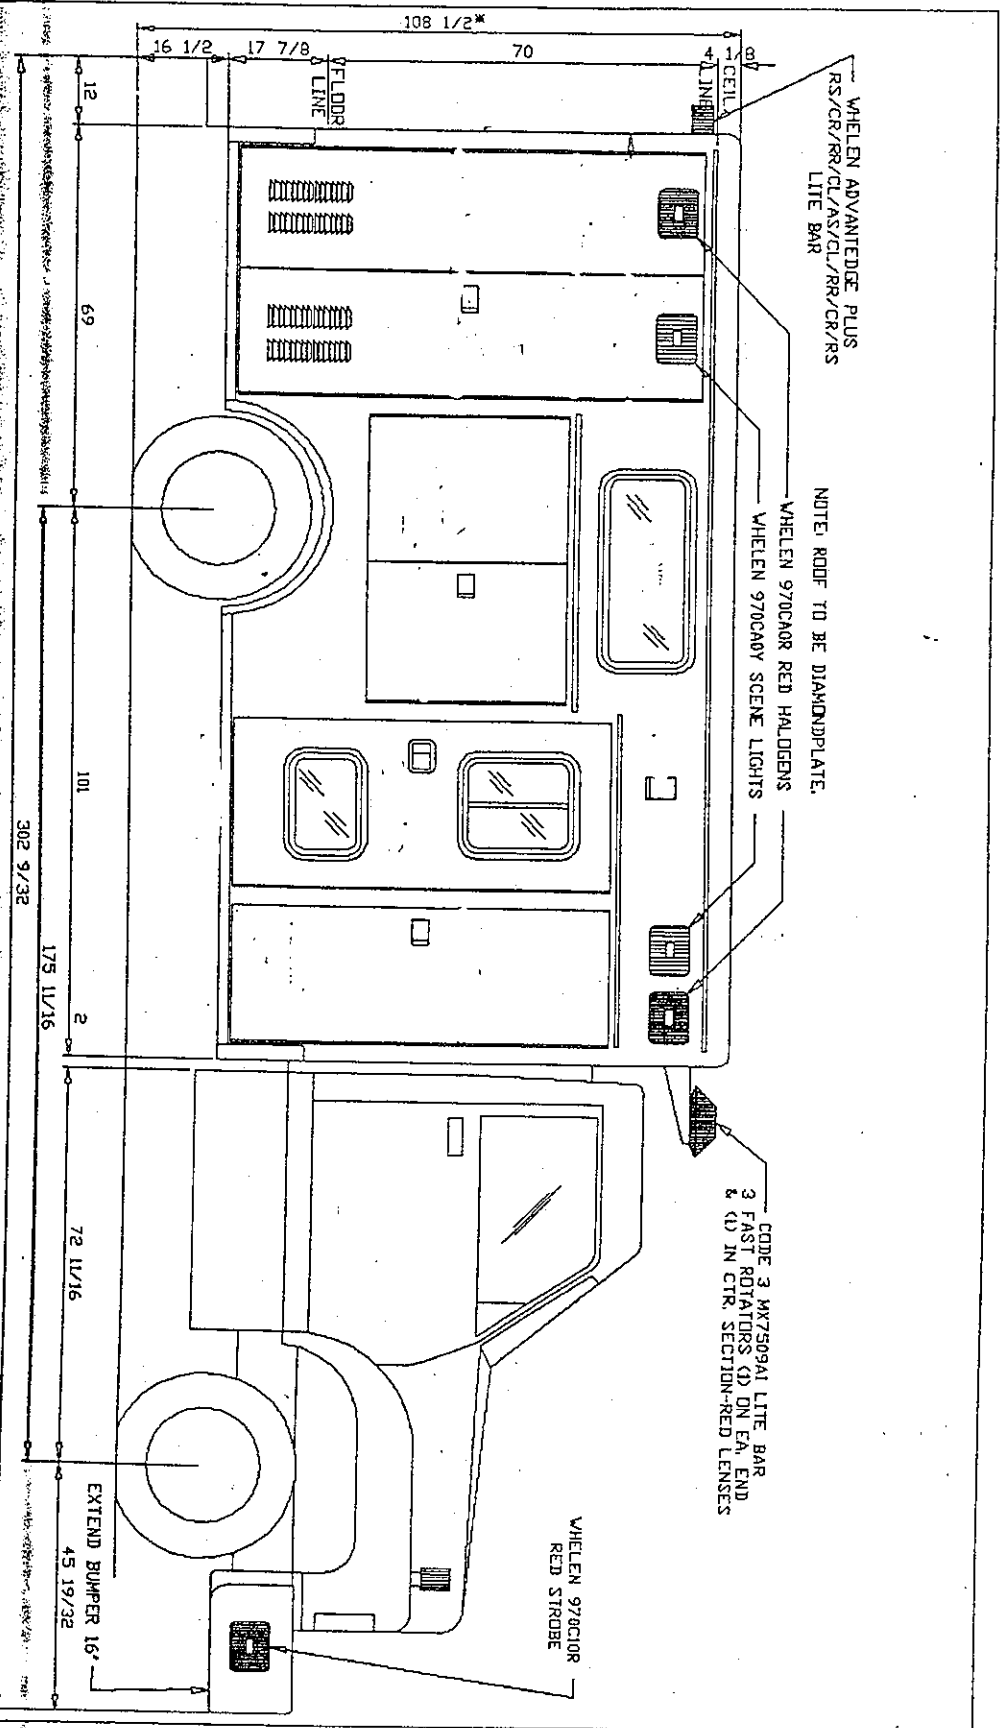 WHELEN ADVANTEDGE PLUS
RS/CR/RR/CL/AS/CL/RR/CR/RS
LITE BAR
NOTE: ROOF TO BE DIAMONDPLATE.
WHELEN 970CAOR RED HALOGENS
WHELEN 970CAOY SCENE LIGHTS
CODE 3 MX7509A1 LITE BAR
3 FAST ROTATORS (1) ON EA. END
& (1) IN CTR. SECTION-RED LENSES
WHELEN 970C10R
RED STROBE
108 1/2"
4 1/8
CEIL.
LINE
70
FLOOR
LINE
17 7/8
16 1/2
12
69
101
2
72 11/16
45 19/32
EXTEND BUMPER 16"
175 11/16
302 9/32